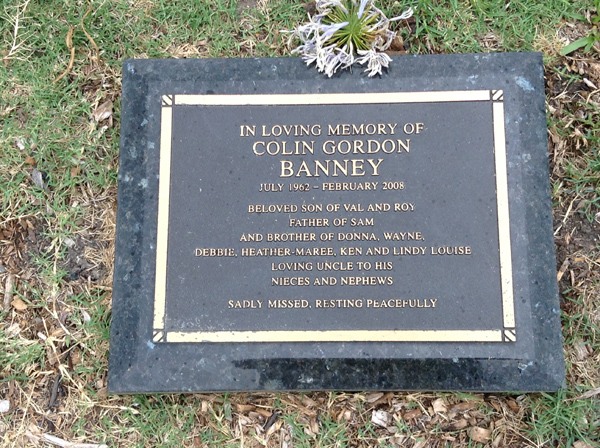 IN LOVING MEMORY OF
COLIN GORDON
BANNEY
JULY 1962 – FEBRUARY 2008
BELOVED SON OF VAL AND ROY
FATHER OF SAM
AND BROTHER OF DONNA, WAYNE,
DEBBIE, HEATHER-MAREE, KEN AND LINDY LOUISE
LOVING UNCLE TO HIS
NIECES AND NEPHEWS
SADLY MISSED, RESTING PEACEFULLY